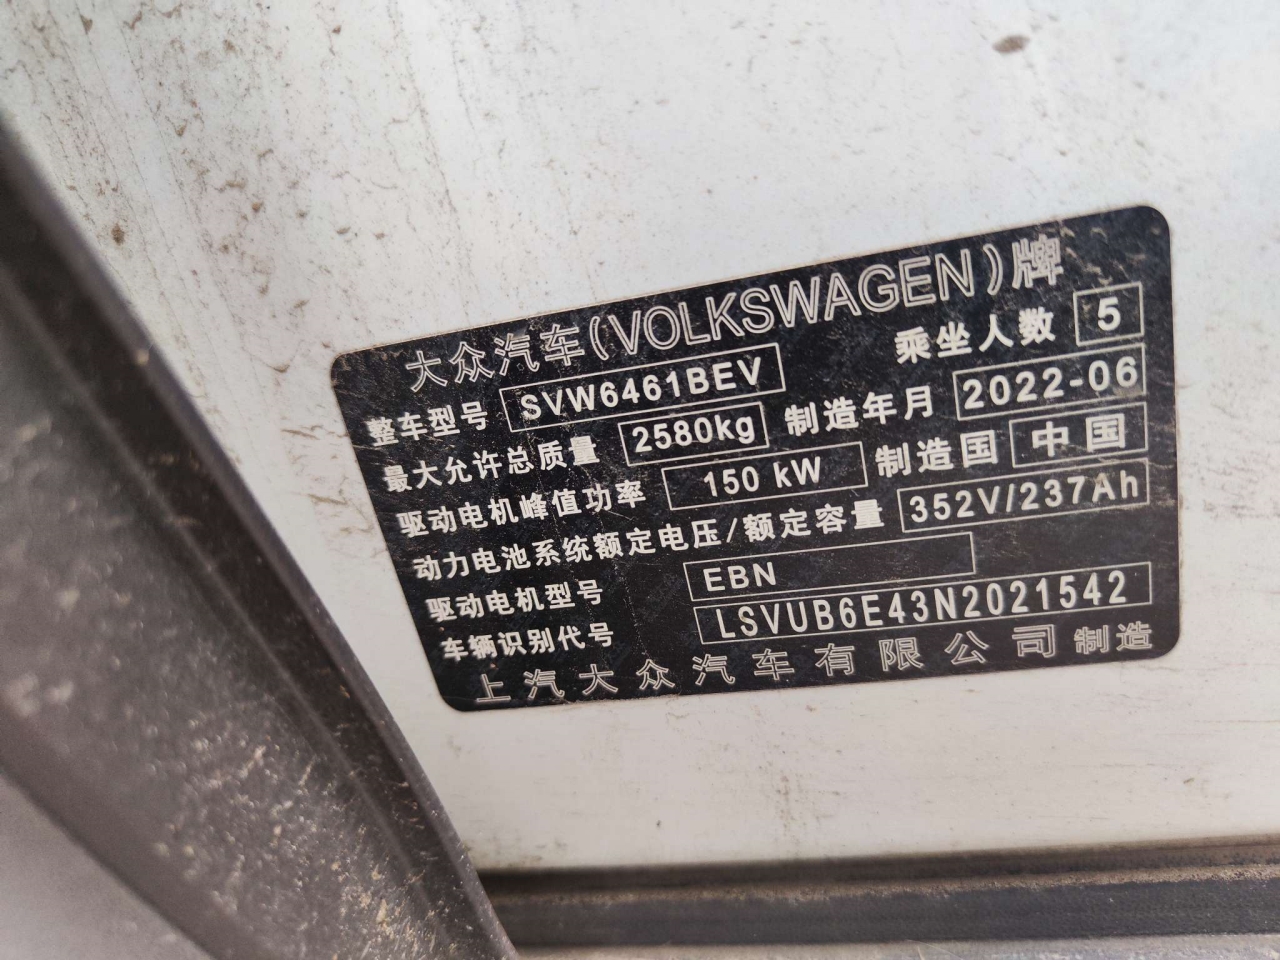 大众汽车(VOLKSWAGEN)牌
整车型号 SVW6461BEV 乘坐人数 5
最大允许总质量 2580kg 制造年月 2022-06
驱动电机峰值功率 150 kW 制造国 中国
动力电池系统额定电压/额定容量 352V/237Ah
驱动电机型号 EBN
车辆识别代号 LSVUB6E43N2021542
上汽大众汽车有限公司制造